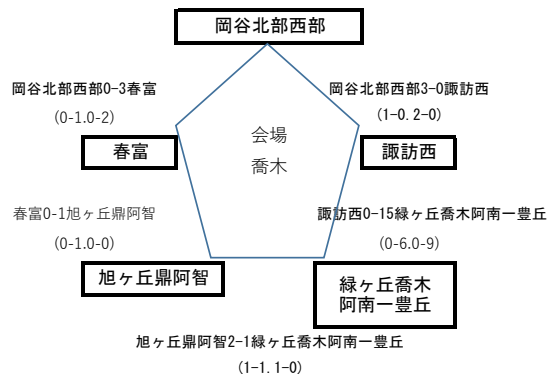 岡谷北部西部
岡谷北部西部0-3春富
(0-1.0-2)
岡谷北部西部3-0諏訪西
(1-0.2-0)
会場
喬木
春富
諏訪西
春富0-1旭ヶ丘鼎阿智
(0-1.0-0)
諏訪西0-15緑ヶ丘喬木阿南一豊丘
(0-6.0-9)
旭ヶ丘鼎阿智
緑ヶ丘喬木
阿南一豊丘
旭ヶ丘鼎阿智2-1緑ヶ丘喬木阿南一豊丘
(1-1.1-0)